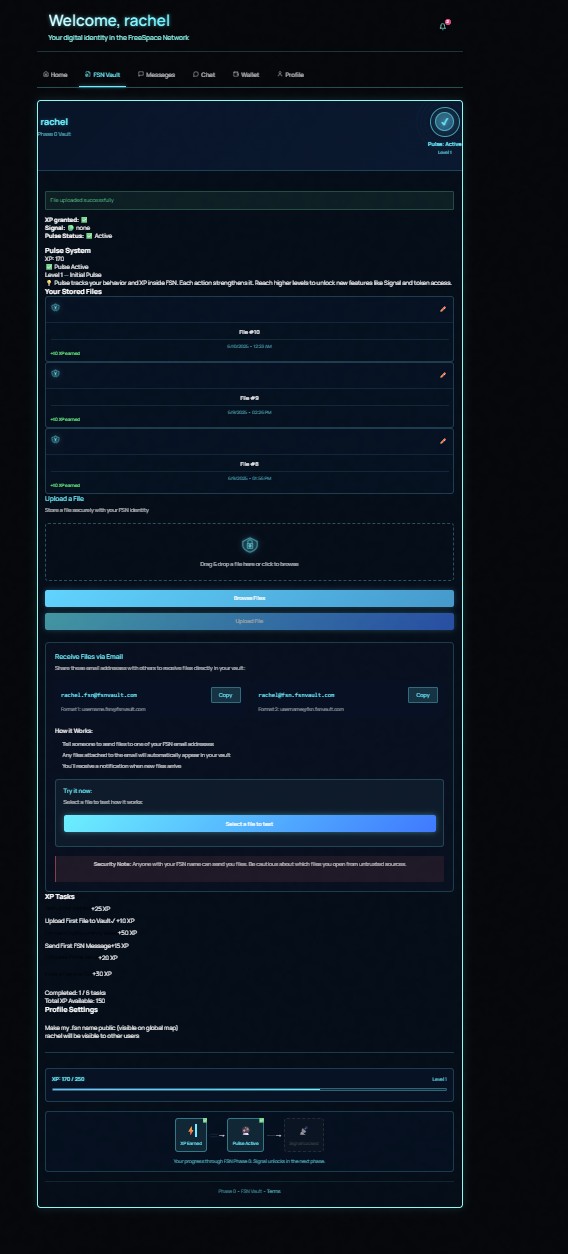 Welcome, rachel
Your digital identity in the FreeSpace Network
Home
FSN Vault
Messages
Chat
Wallet
Profile
rachel
Phase 0 Vault
Pulse: Active
Level 1
File uploaded successfully
XP granted: ✅
Signal: none
Pulse Status: ✅ Active
Pulse System
XP: 170
✅ Pulse Active
Level 1 — Initial Pulse
💡 Pulse tracks your behavior and XP inside FSN. Each action strengthens it. Reach higher levels to unlock new features like Signal and token access.
Your Stored Files
File #10
5/10/2025 • 12:23 AM
+10 XP earned
File #9
+10 XP earned
File #8
+10 XP earned
Upload a File
Store a file securely with your FSN identity
Drag & drop a file here or click to browse
Browse Files
Upload File
Receive Files via Email
Share these email addresses with others to receive files directly in your vault:
rachel.fsn@fsnvault.com
Copy
rachel@fsn.fsnvault.com
Copy
Format 1: username.fsn@fsnvault.com
Format 2: username@fsn.fsnvault.com
How it Works:
Tell someone to send files to one of your FSN email addresses
Any files attached to the email will automatically appear in your vault
You'll receive a notification when new files arrive
Try it now:
Select a file to test how it works:
Select a file to test
Security Note: Anyone with your FSN name can send you files. Be cautious about which files you open from untrusted sources.
XP Tasks
+25 XP
Upload First File to Vault✓ +10 XP
+50 XP
Send First FSN Message+15 XP
+20 XP
+30 XP
Completed: 1 / 6 tasks
Total XP Available: 150
Profile Settings
Make my .fsn name public (visible on global map)
rachel will be visible to other users
XP: 170 / 250
Level 1
XP Earned
→
Pulse Active
→
Your progress through FSN Phase 0. Signal unlocks in the next phase.
Phase 0 • FSN Vault • Terms